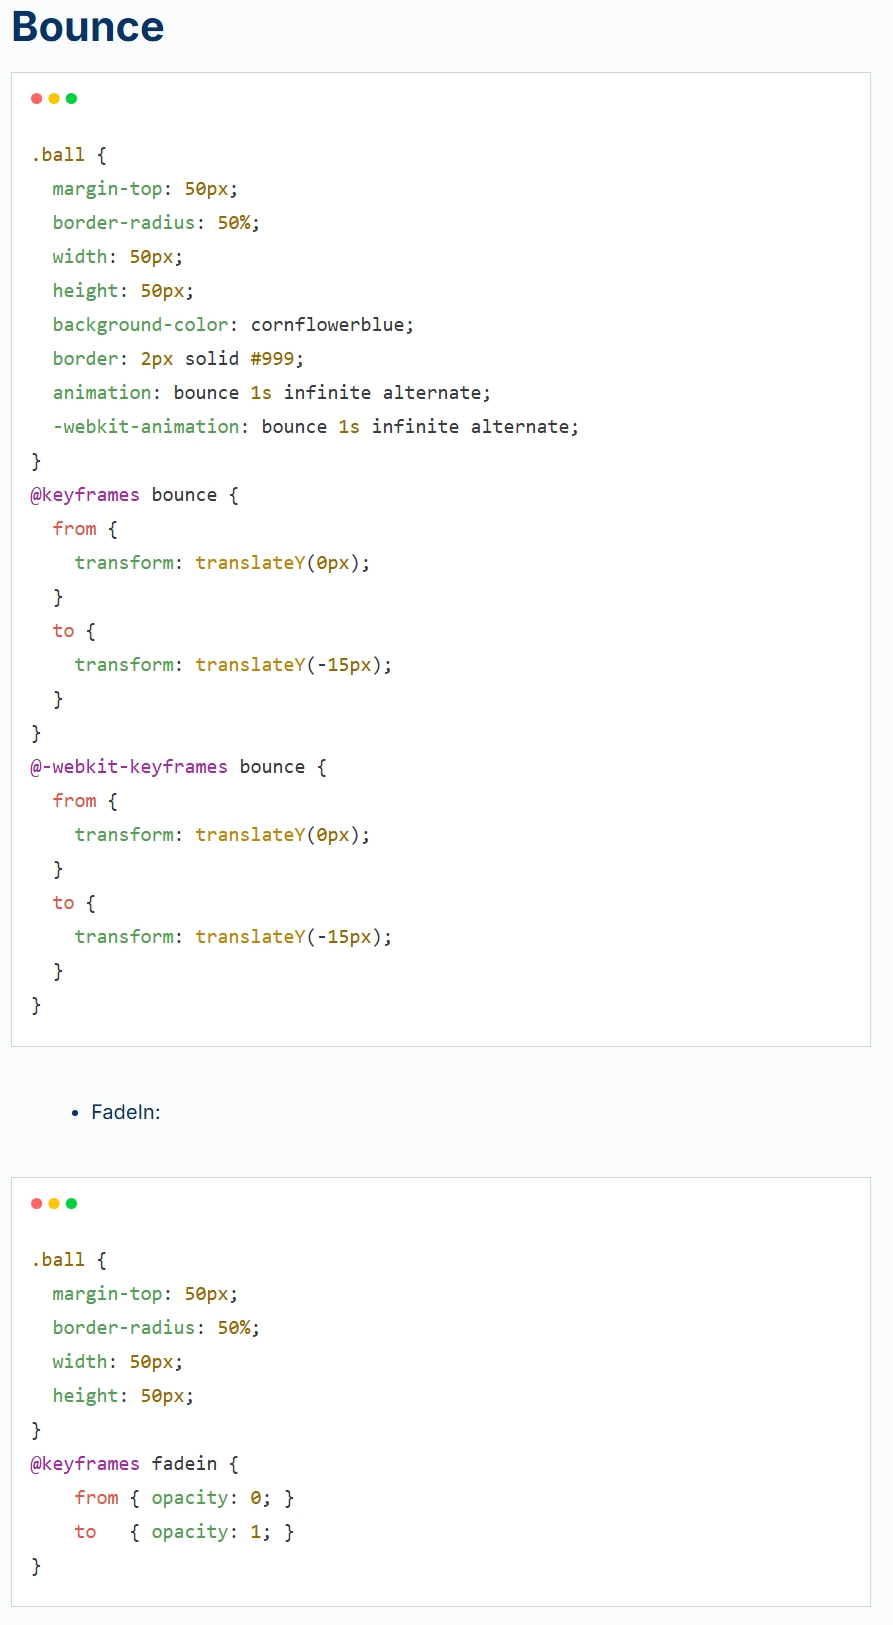 Bounce
.ball {
  margin-top: 50px;
  border-radius: 50%;
  width: 50px;
  height: 50px;
  background-color: cornflowerblue;
  border: 2px solid #999;
  animation: bounce 1s infinite alternate;
  -webkit-animation: bounce 1s infinite alternate;
}
@keyframes bounce {
  from {
    transform: translateY(0px);
  }
  to {
    transform: translateY(-15px);
  }
}
@-webkit-keyframes bounce {
  from {
    transform: translateY(0px);
  }
  to {
    transform: translateY(-15px);
  }
}
• FadeIn:
.ball {
  margin-top: 50px;
  border-radius: 50%;
  width: 50px;
  height: 50px;
}
@keyframes fadein {
    from { opacity: 0; }
    to   { opacity: 1; }
}